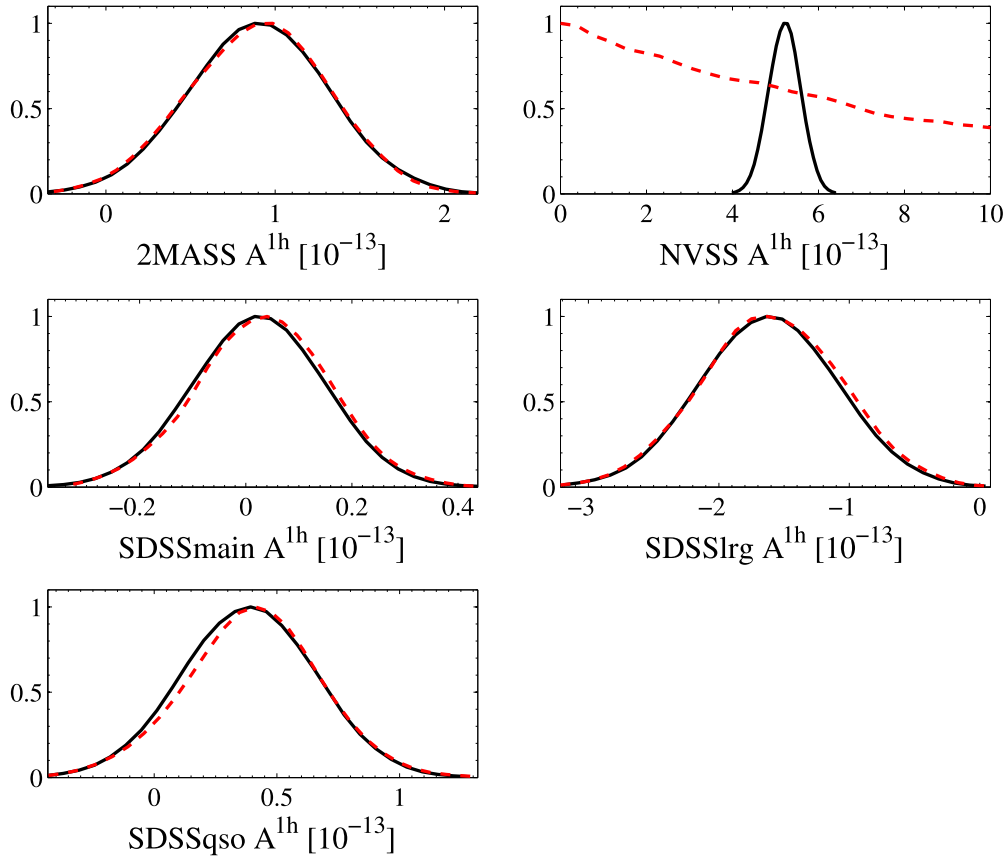 1
0.5
0
0 1 2
2MASS A^1h [10^−13]
1
0.5
0
0 2 4 6 8 10
NVSS A^1h [10^−13]
1
0.5
0
−0.2 0 0.2 0.4
SDSSmain A^1h [10^−13]
1
0.5
0
−3 −2 −1 0
SDSSlrg A^1h [10^−13]
1
0.5
0
0 0.5 1
SDSSqso A^1h [10^−13]